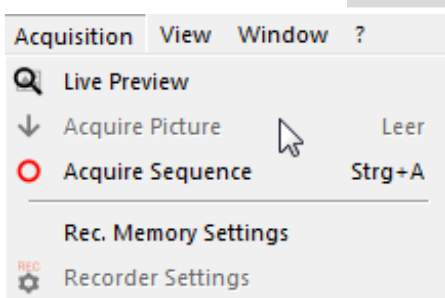 Acquisition View Window ?
Live Preview
Acquire Picture Leer
Acquire Sequence Strg+A
Rec. Memory Settings
REC Recorder Settings